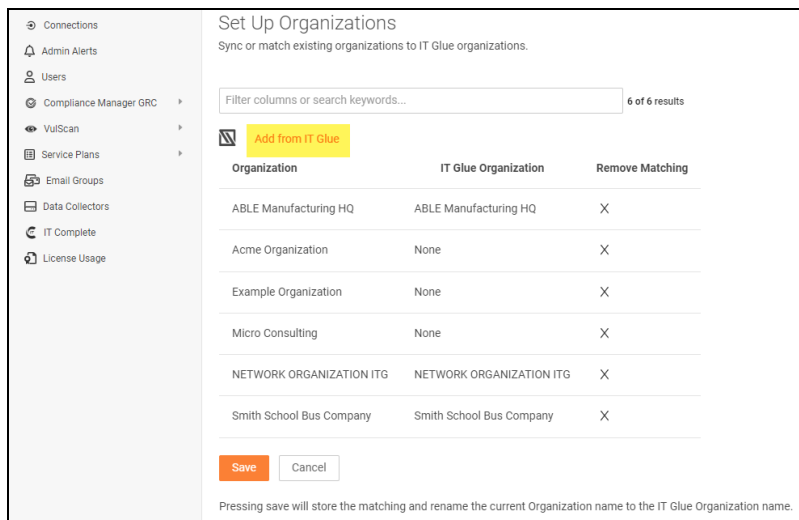 Connections
Admin Alerts
Users
Compliance Manager GRC
VulScan
Service Plans
Email Groups
Data Collectors
IT Complete
License Usage
Set Up Organizations
Sync or match existing organizations to IT Glue organizations.
Filter columns or search keywords...
6 of 6 results
Add from IT Glue
Organization IT Glue Organization Remove Matching
ABLE Manufacturing HQ ABLE Manufacturing HQ X
Acme Organization None X
Example Organization None X
Micro Consulting None X
NETWORK ORGANIZATION ITG NETWORK ORGANIZATION ITG X
Smith School Bus Company Smith School Bus Company X
Save Cancel
Pressing save will store the matching and rename the current Organization name to the IT Glue Organization name.